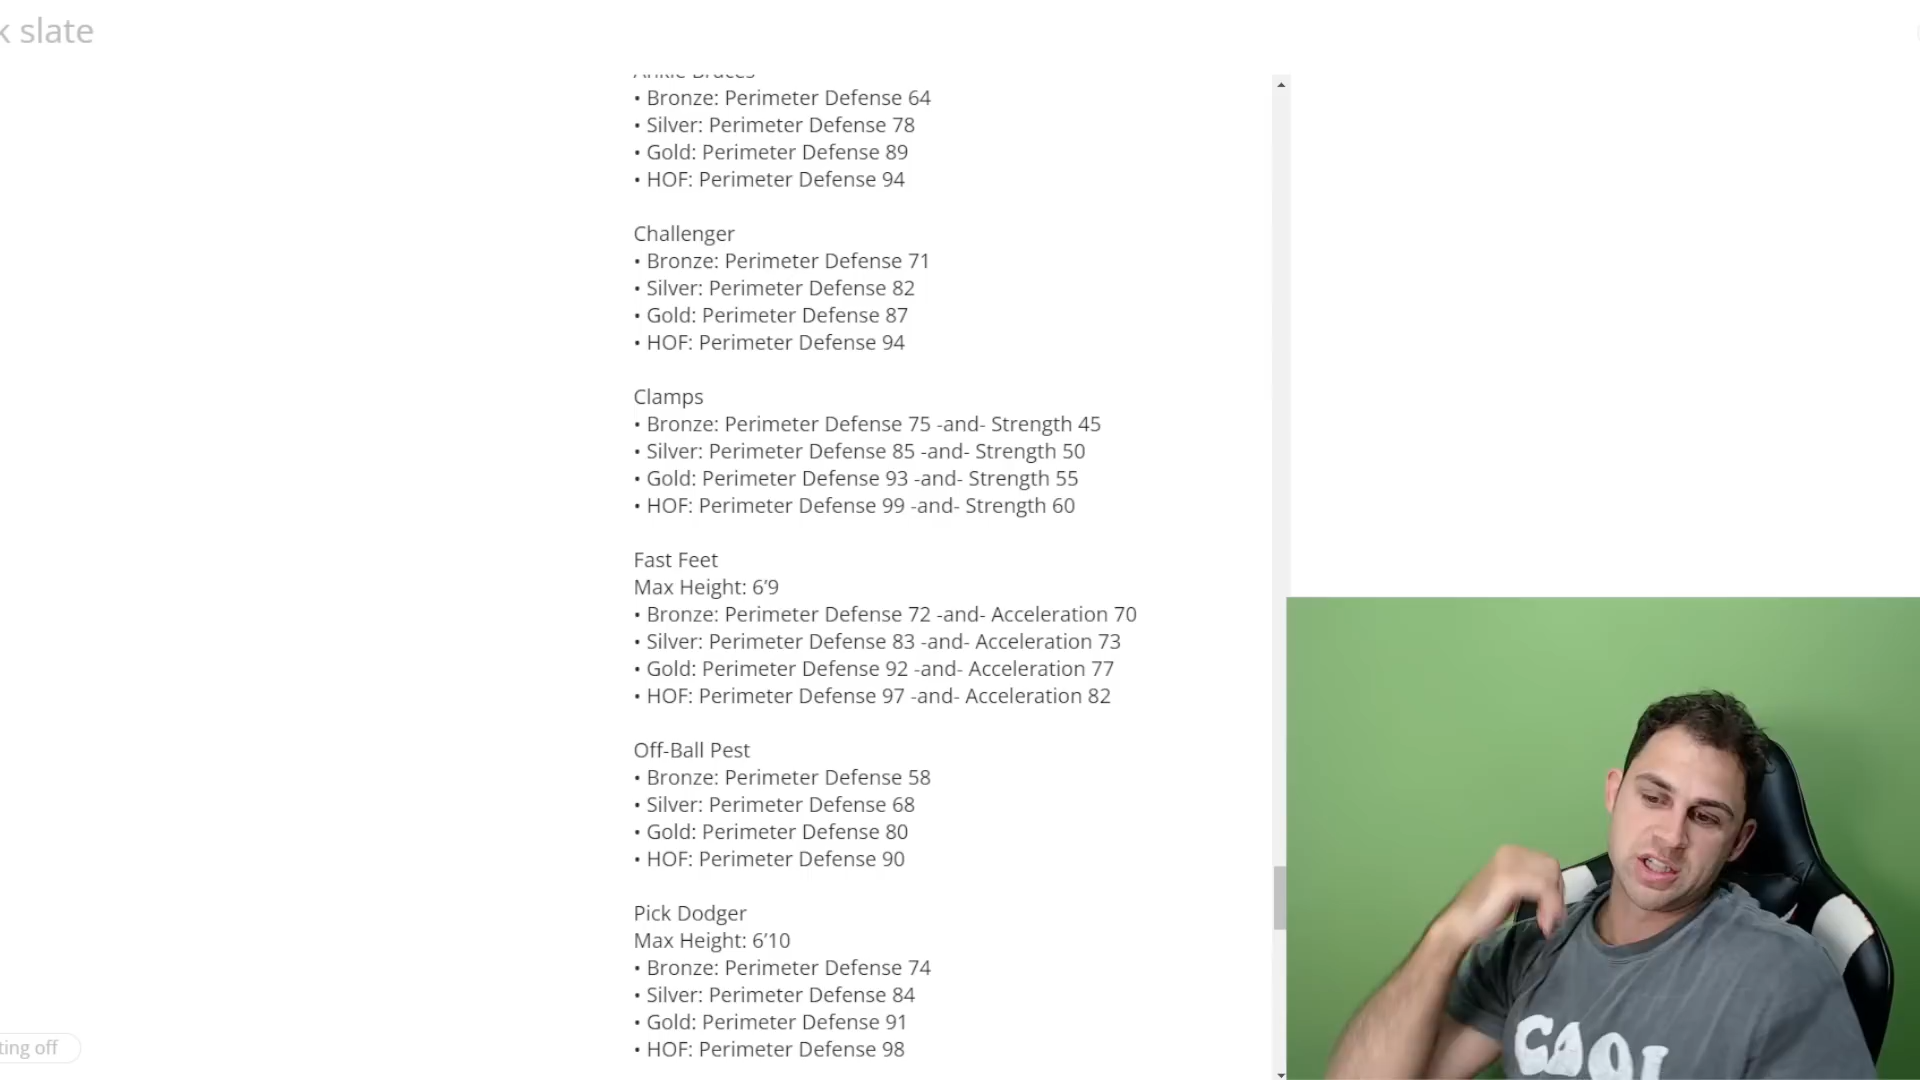 k slate
Ankle Braces
• Bronze: Perimeter Defense 64
• Silver: Perimeter Defense 78
• Gold: Perimeter Defense 89
• HOF: Perimeter Defense 94
Challenger
• Bronze: Perimeter Defense 71
• Silver: Perimeter Defense 82
• Gold: Perimeter Defense 87
• HOF: Perimeter Defense 94
Clamps
• Bronze: Perimeter Defense 75 -and- Strength 45
• Silver: Perimeter Defense 85 -and- Strength 50
• Gold: Perimeter Defense 93 -and- Strength 55
• HOF: Perimeter Defense 99 -and- Strength 60
Fast Feet
Max Height: 6’9
• Bronze: Perimeter Defense 72 -and- Acceleration 70
• Silver: Perimeter Defense 83 -and- Acceleration 73
• Gold: Perimeter Defense 92 -and- Acceleration 77
• HOF: Perimeter Defense 97 -and- Acceleration 82
Off-Ball Pest
• Bronze: Perimeter Defense 58
• Silver: Perimeter Defense 68
• Gold: Perimeter Defense 80
• HOF: Perimeter Defense 90
Pick Dodger
Max Height: 6’10
• Bronze: Perimeter Defense 74
• Silver: Perimeter Defense 84
• Gold: Perimeter Defense 91
• HOF: Perimeter Defense 98
ting off